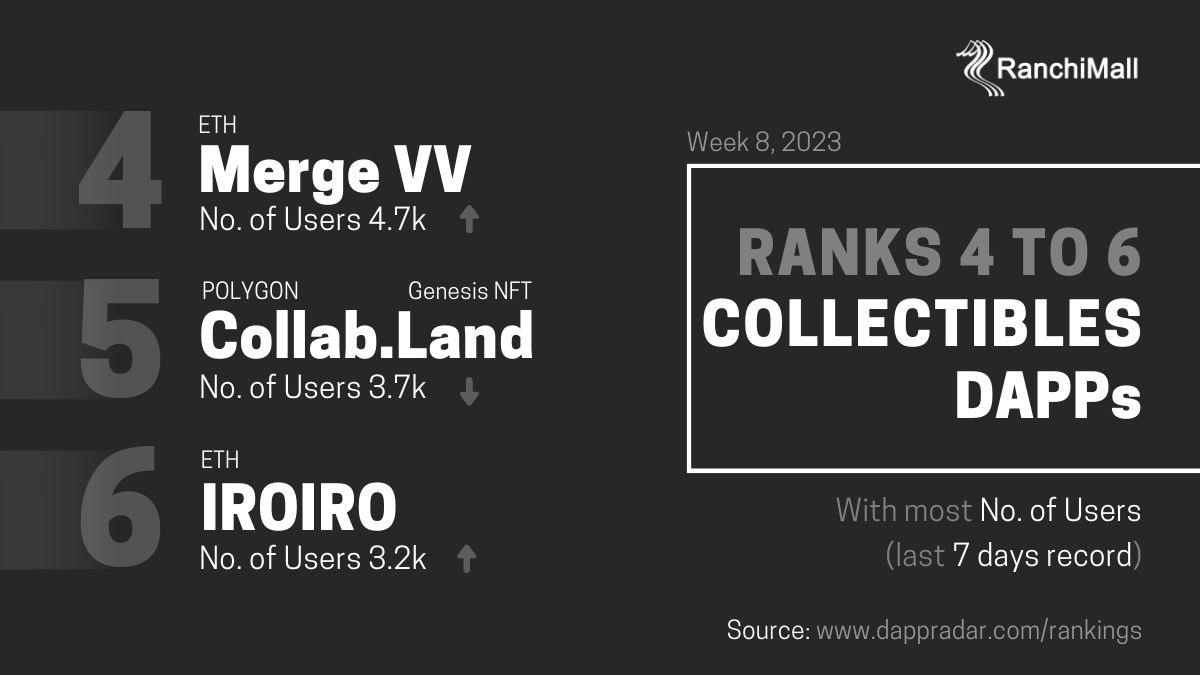 RanchiMall
4
ETH
Merge VV
No. of Users 4.7k
5
POLYGON Genesis NFT
Collab.Land
No. of Users 3.7k
6
ETH
IROIRO
No. of Users 3.2k
Week 8, 2023
RANKS 4 TO 6
COLLECTIBLES
DAPPs
With most No. of Users
(last 7 days record)
Source: www.dappradar.com/rankings